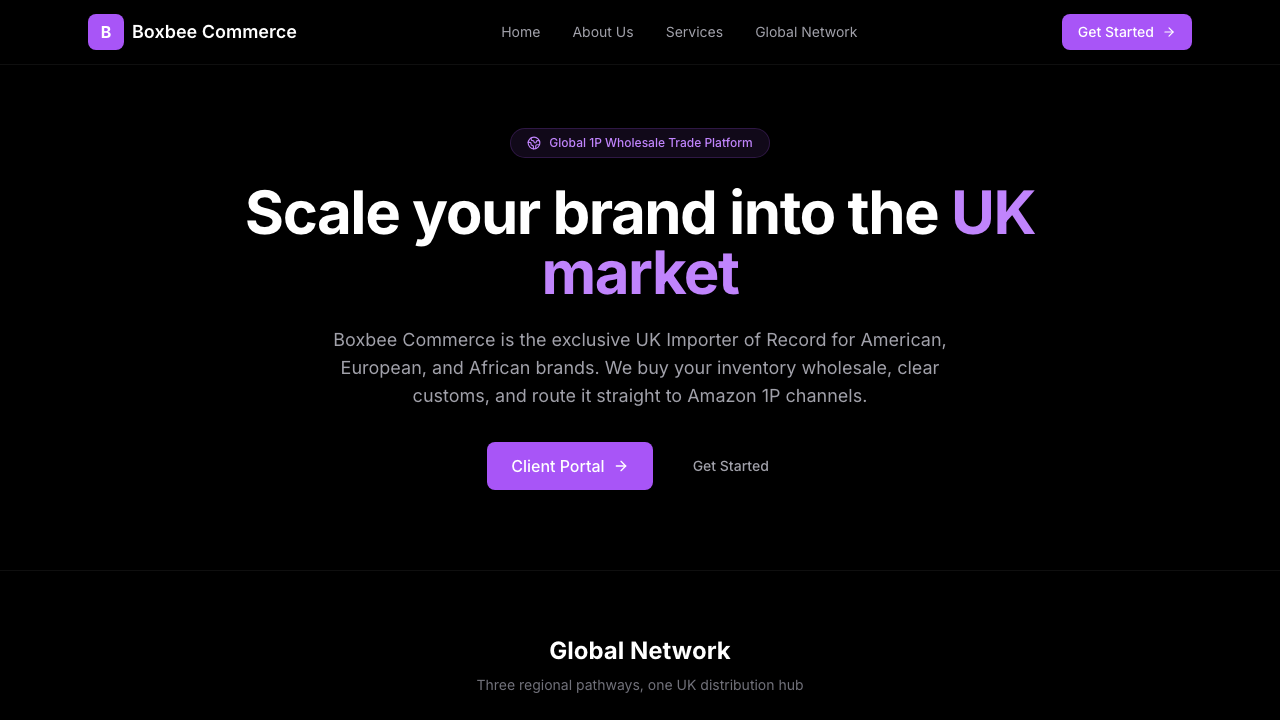 B
Boxbee Commerce
Home
About Us
Services
Global Network
Get Started
Global 1P Wholesale Trade Platform
Scale your brand into the UK
market
Boxbee Commerce is the exclusive UK Importer of Record for American,
European, and African brands. We buy your inventory wholesale, clear
customs, and route it straight to Amazon 1P channels.
Client Portal
Get Started
Global Network
Three regional pathways, one UK distribution hub